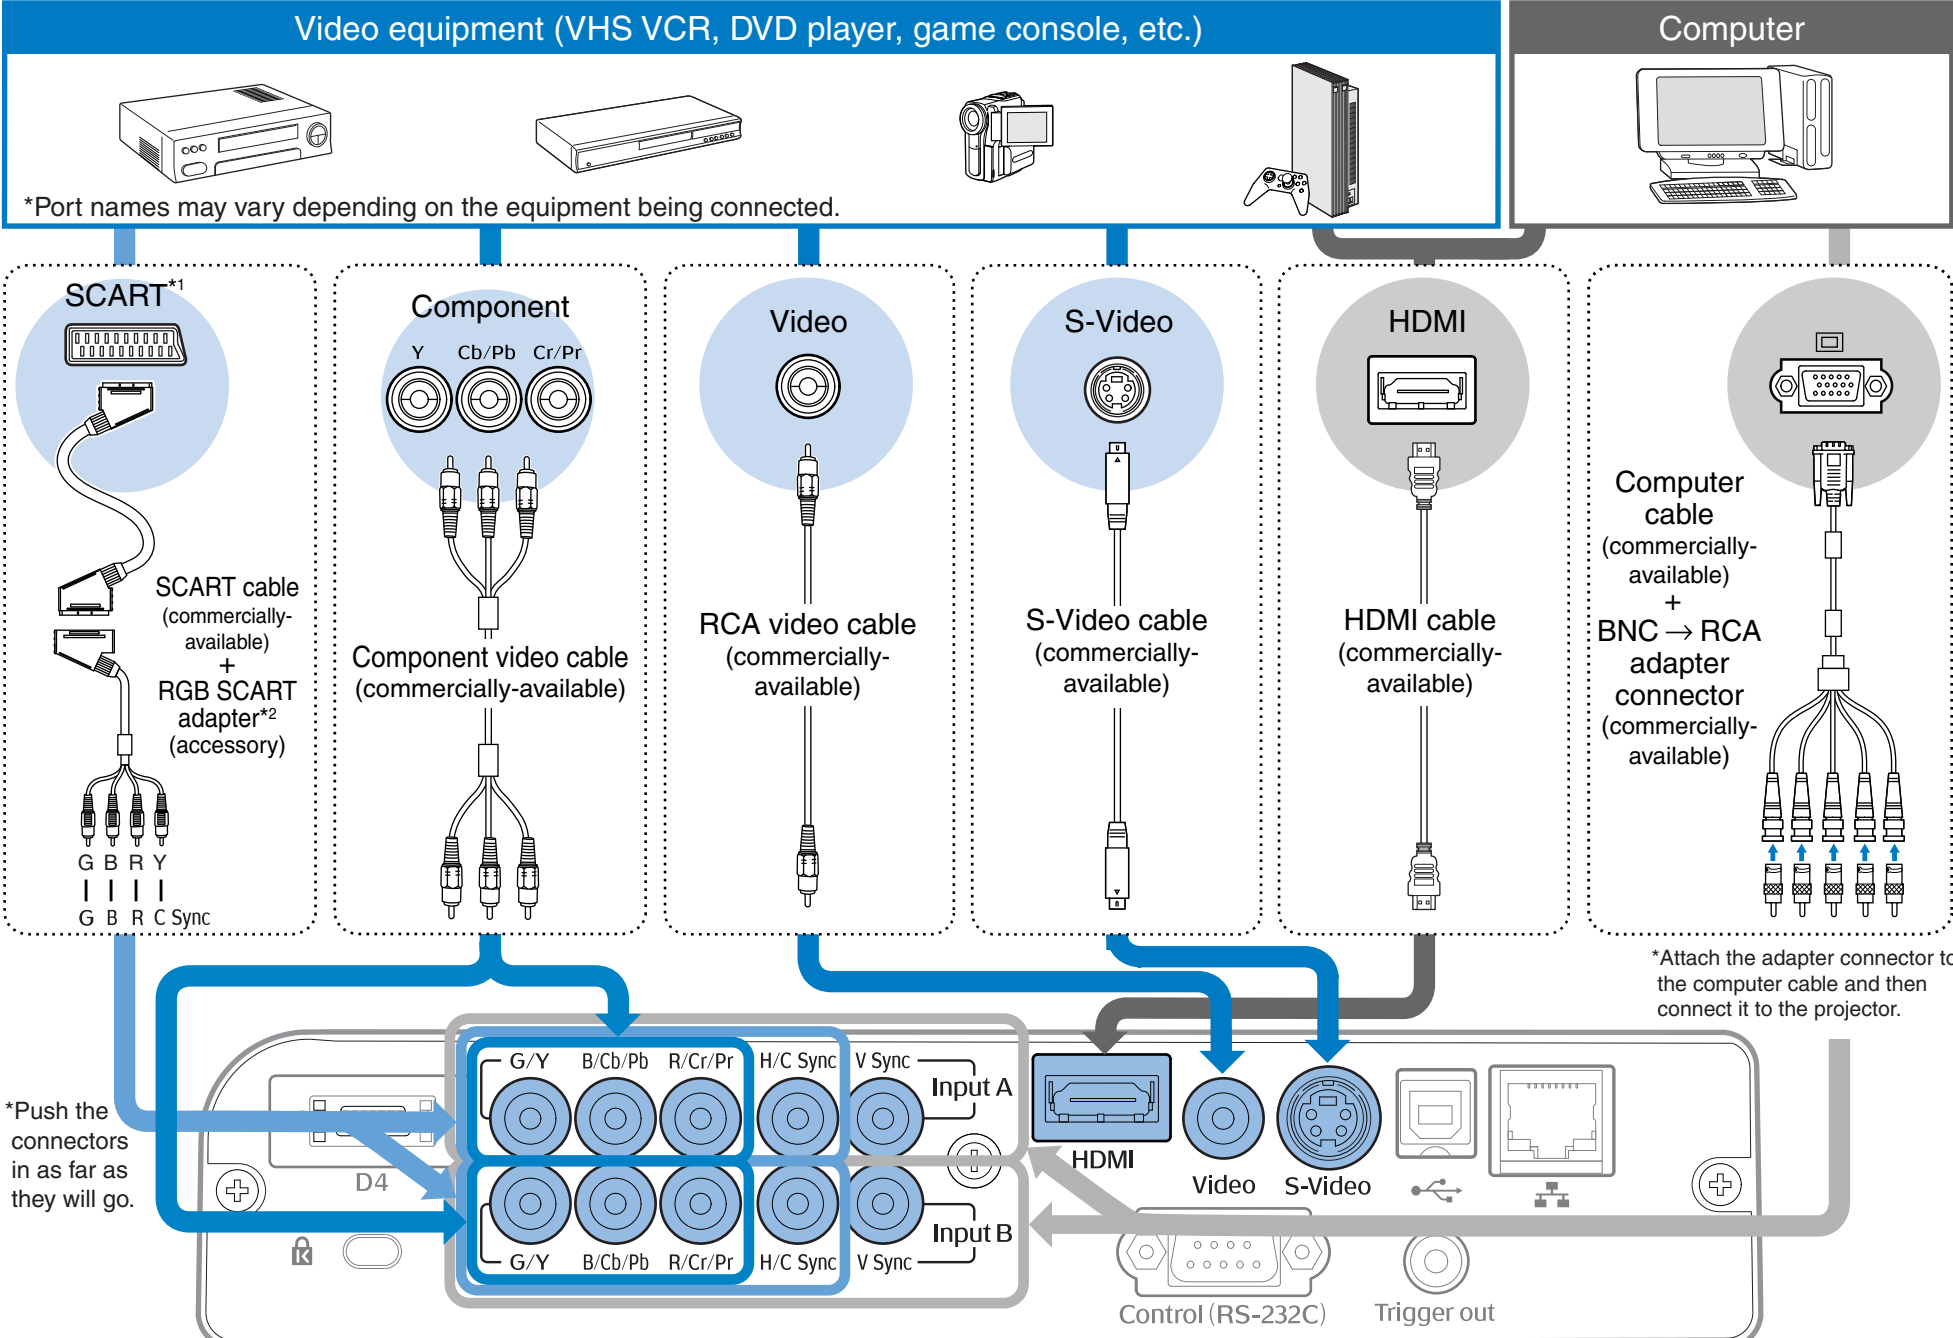 Video equipment (VHS VCR, DVD player, game console, etc.)
Computer
*Port names may vary depending on the equipment being connected.
SCART*1
Component
Y Cb/Pb Cr/Pr
Video
S-Video
HDMI
SCART cable
(commercially-
available)
+
RGB SCART
adapter*2
(accessory)
G B R Y
G B R C Sync
Component video cable
(commercially-available)
RCA video cable
(commercially-
available)
S-Video cable
(commercially-
available)
HDMI cable
(commercially-
available)
Computer
cable
(commercially-
available)
+
BNC → RCA
adapter
connector
(commercially-
available)
*Attach the adapter connector to
the computer cable and then
connect it to the projector.
*Push the
connectors
in as far as
they will go.
G/Y B/Cb/Pb R/Cr/Pr H/C Sync V Sync
Input A
D4
HDMI
Video
S-Video
Input B
G/Y B/Cb/Pb R/Cr/Pr H/C Sync V Sync
K
Control (RS-232C)
Trigger out